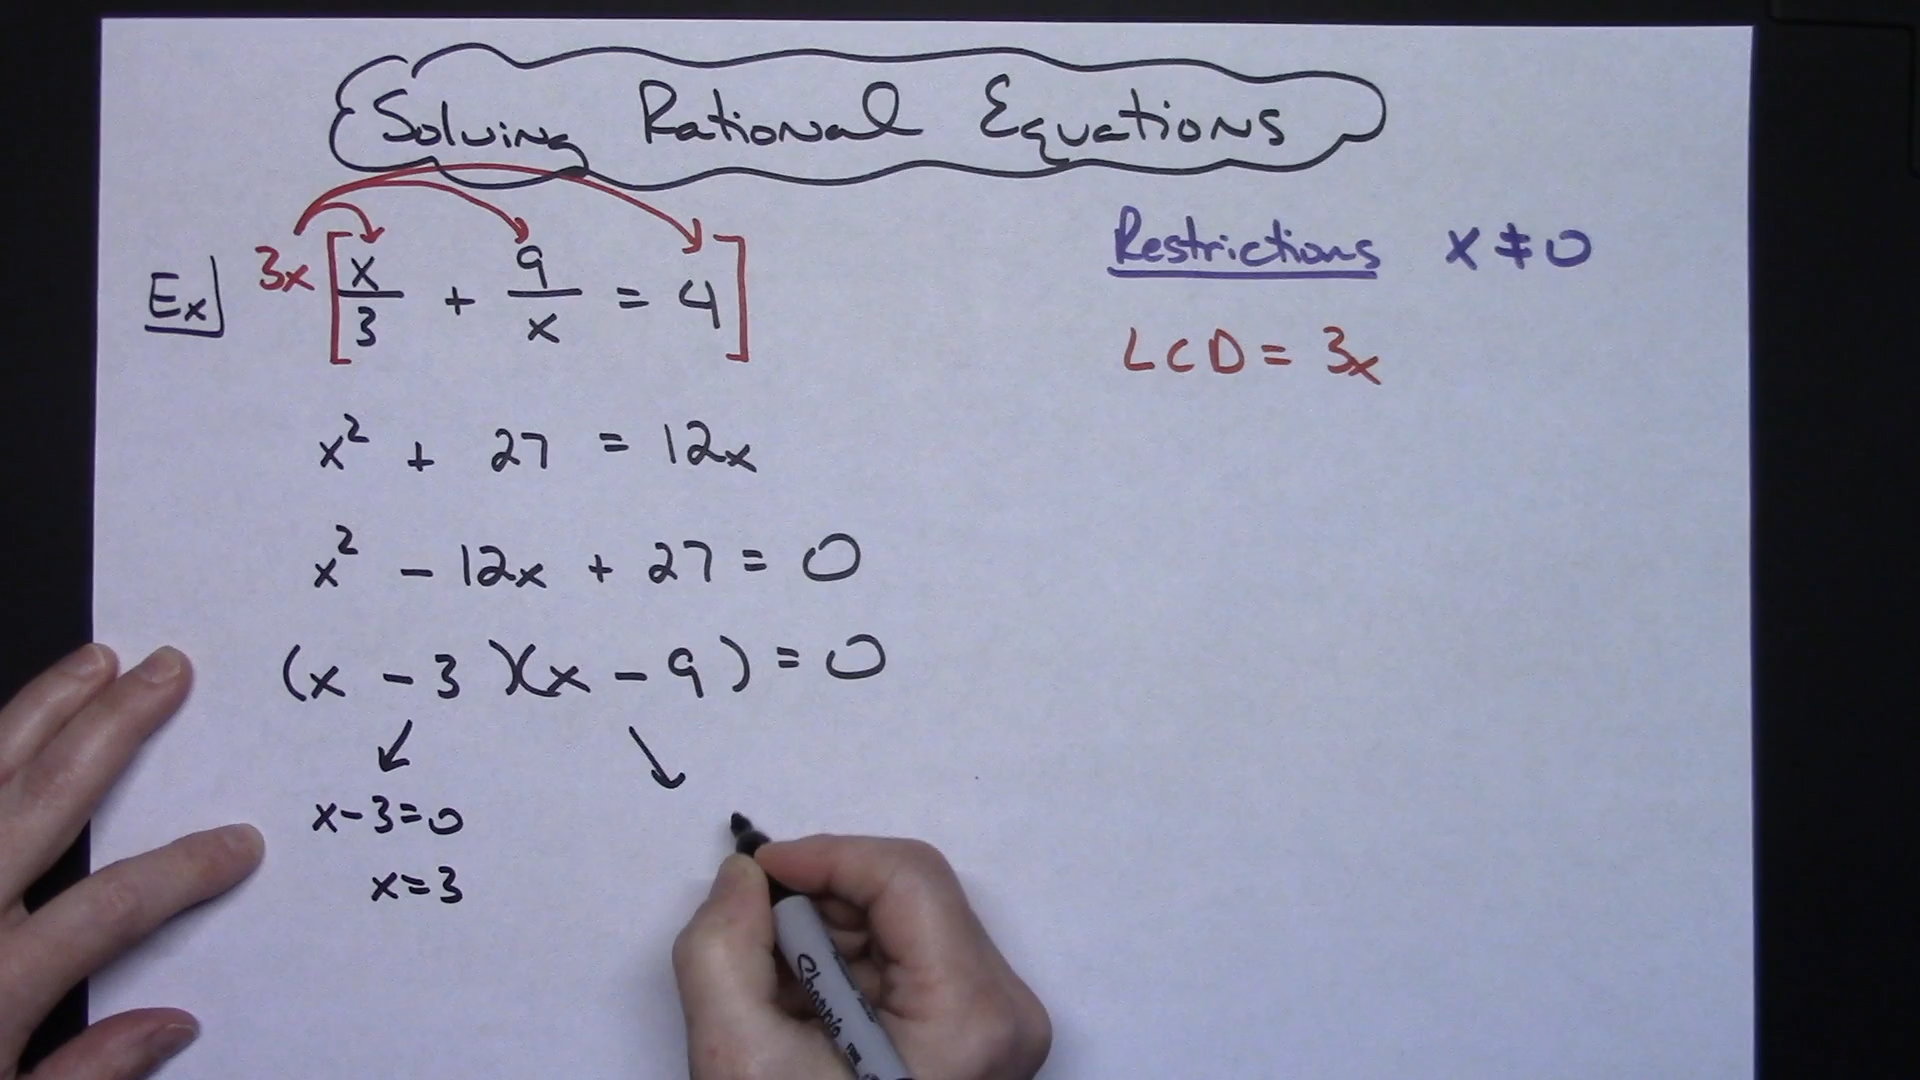 Solving Rational Equations
Ex 3x [ x/3 + 9/x = 4 ]
Restrictions x ≠ 0
LCD = 3x
x² + 27 = 12x
x² - 12x + 27 = 0
(x - 3)(x - 9) = 0
x-3=0
x=3
Sharpie